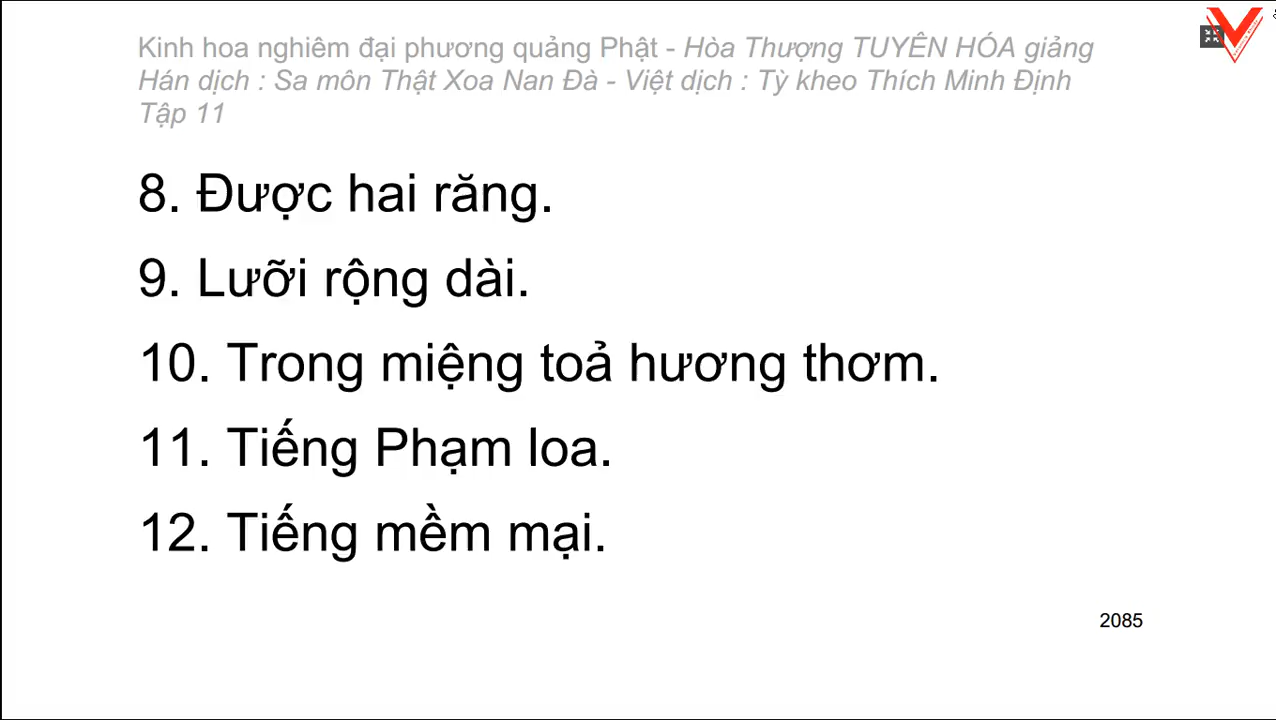 Kinh hoa nghiêm đại phương quảng Phật - Hòa Thượng TUYÊN HÓA giảng
Hán dịch : Sa môn Thật Xoa Nan Đà - Việt dịch : Tỳ kheo Thích Minh Định
Tập 11
8. Được hai răng.
9. Lưỡi rộng dài.
10. Trong miệng toả hương thơm.
11. Tiếng Phạm loa.
12. Tiếng mềm mại.
2085